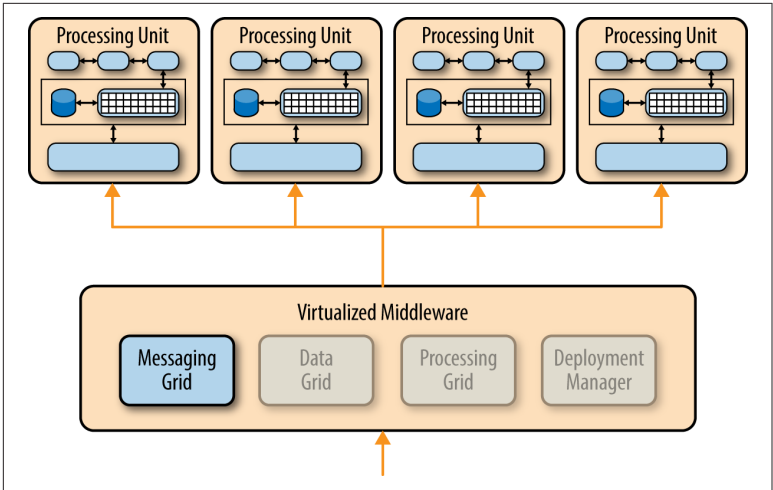 Processing Unit
Processing Unit
Processing Unit
Processing Unit
Virtualized Middleware
Messaging
Grid
Data
Grid
Processing
Grid
Deployment
Manager